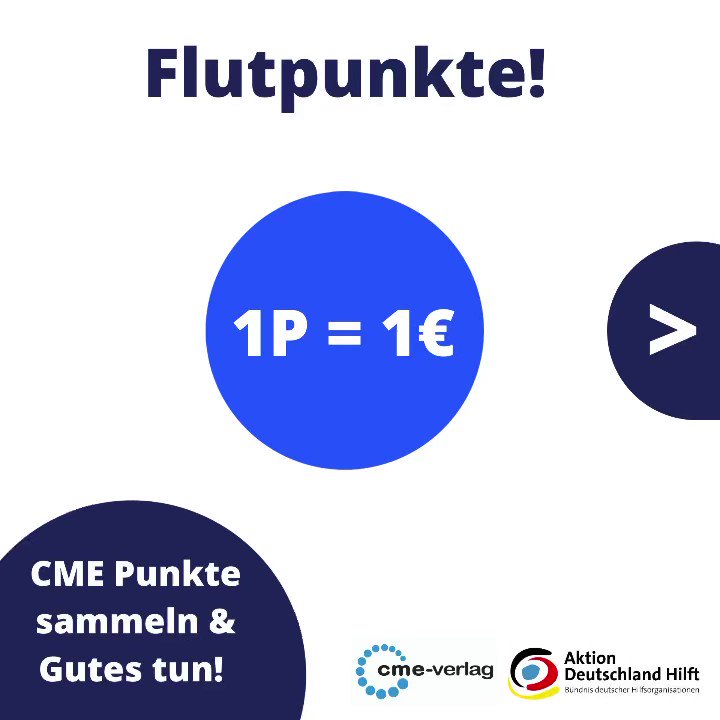 Flutpunkte!
1P = 1€
>
CME Punkte
sammeln &
Gutes tun!
cme-verlag
Aktion
Deutschland Hilft
Bündnis deutscher Hilfsorganisationen